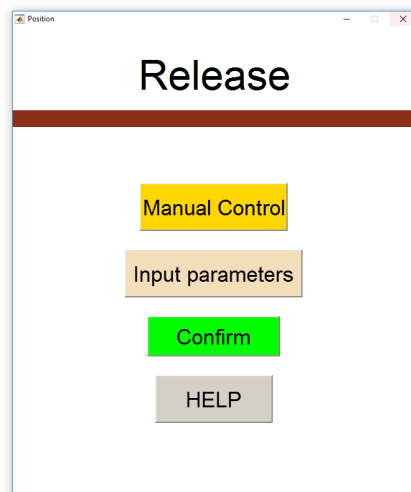 Position
Release
Manual Control
Input parameters
Confirm
HELP